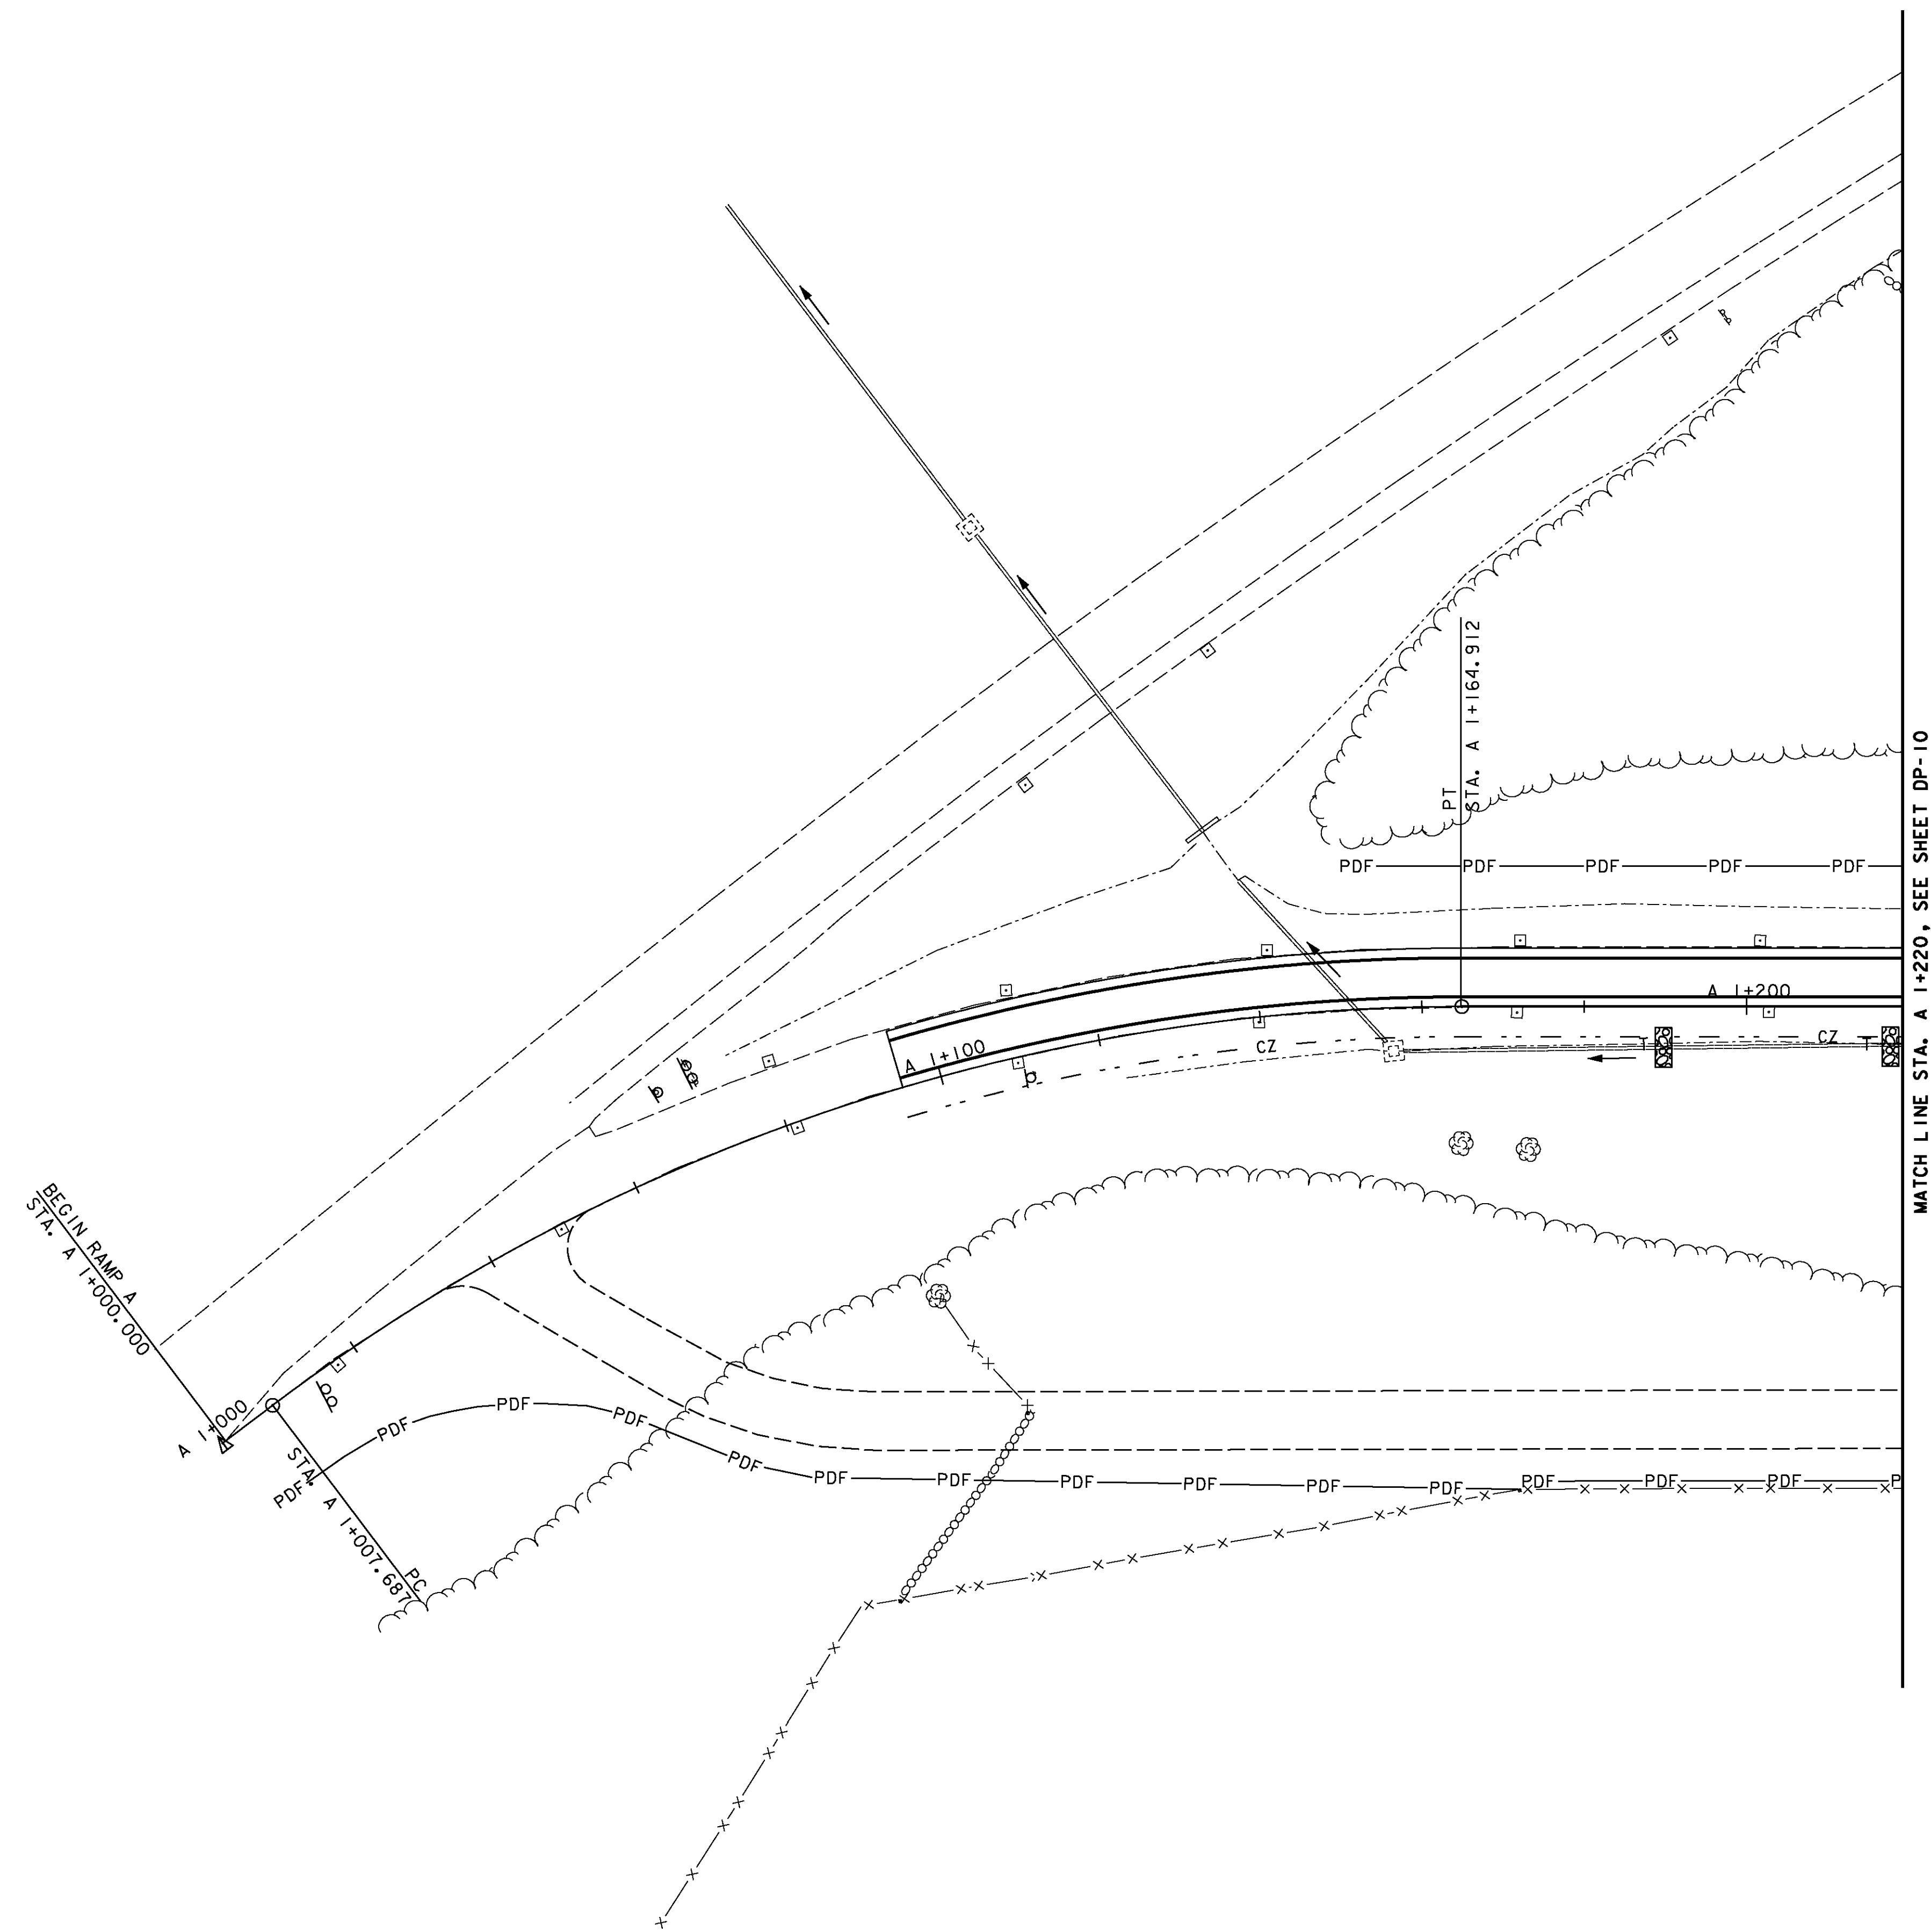 PT
STA. A 1+164.912
PDF PDF PDF PDF PDF
MATCH LINE STA. A 1+220, SEE SHEET DP-10
A 1+200
A 1+100
CZ
CZ
T
T
BEGIN RAMP A
STA. A 1+000.000
A 1+000
PC
STA. A 1+007.687
PDF PDF PDF PDF PDF PDF PDF PDF PDF PDF PDF PDF PDF PDF P